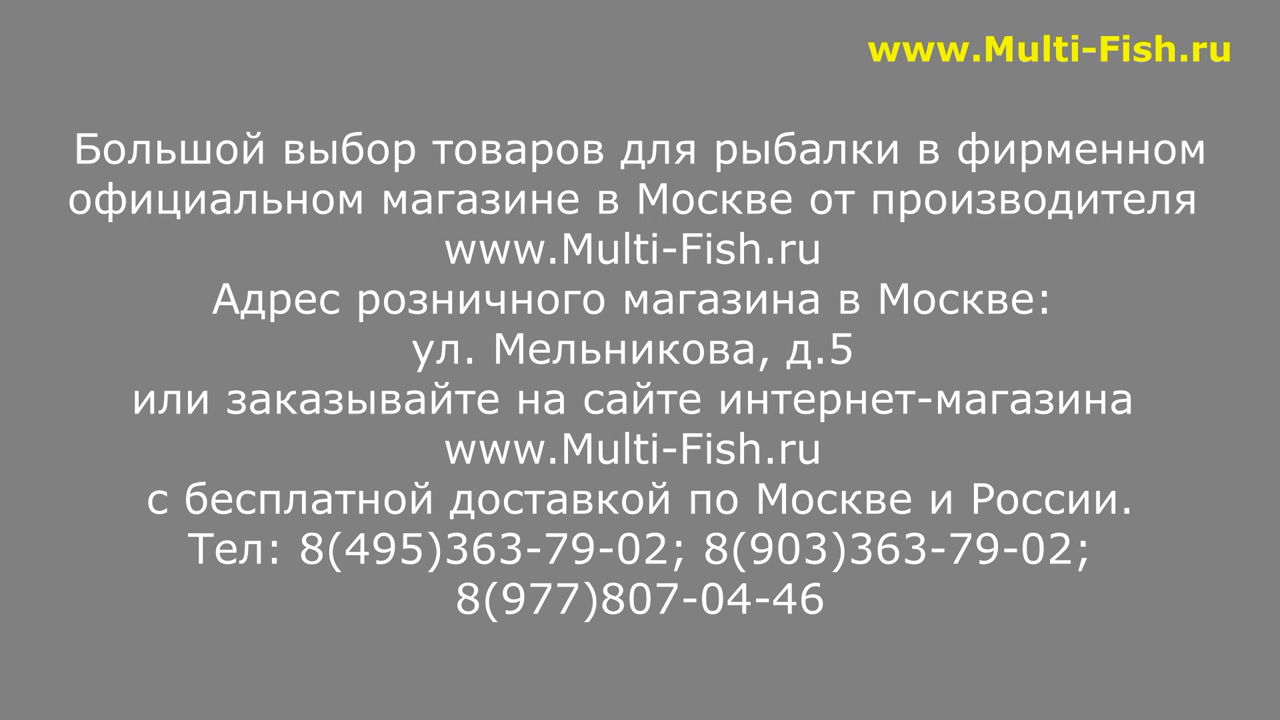 www.Multi-Fish.ru
Большой выбор товаров для рыбалки в фирменном
официальном магазине в Москве от производителя
www.Multi-Fish.ru
Адрес розничного магазина в Москве:
ул. Мельникова, д.5
или заказывайте на сайте интернет-магазина
www.Multi-Fish.ru
с бесплатной доставкой по Москве и России.
Тел: 8(495)363-79-02; 8(903)363-79-02;
8(977)807-04-46